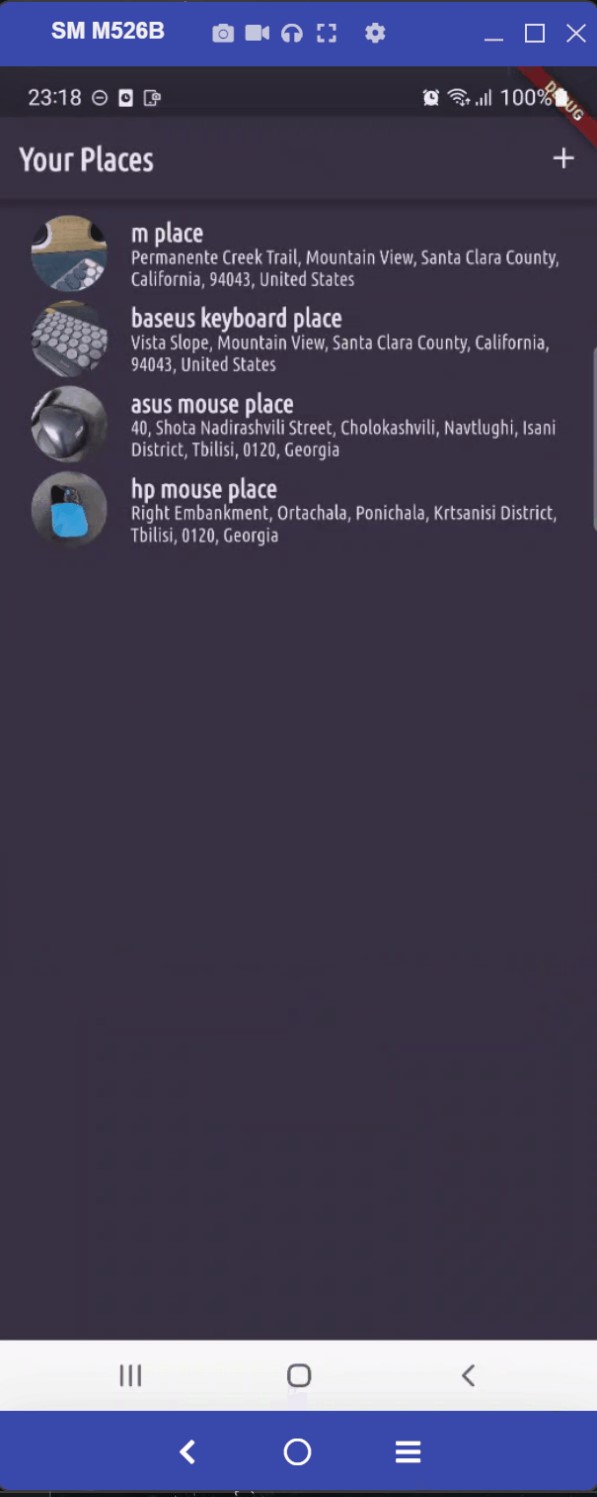 SM M526B
23:18
100%
DEBUG
Your Places
m place
Permanente Creek Trail, Mountain View, Santa Clara County,
California, 94043, United States
baseus keyboard place
Vista Slope, Mountain View, Santa Clara County, California,
94043, United States
asus mouse place
40, Shota Nadirashvili Street, Cholokashvili, Navtlughi, Isani
District, Tbilisi, 0120, Georgia
hp mouse place
Right Embankment, Ortachala, Ponichala, Krtsanisi District,
Tbilisi, 0120, Georgia